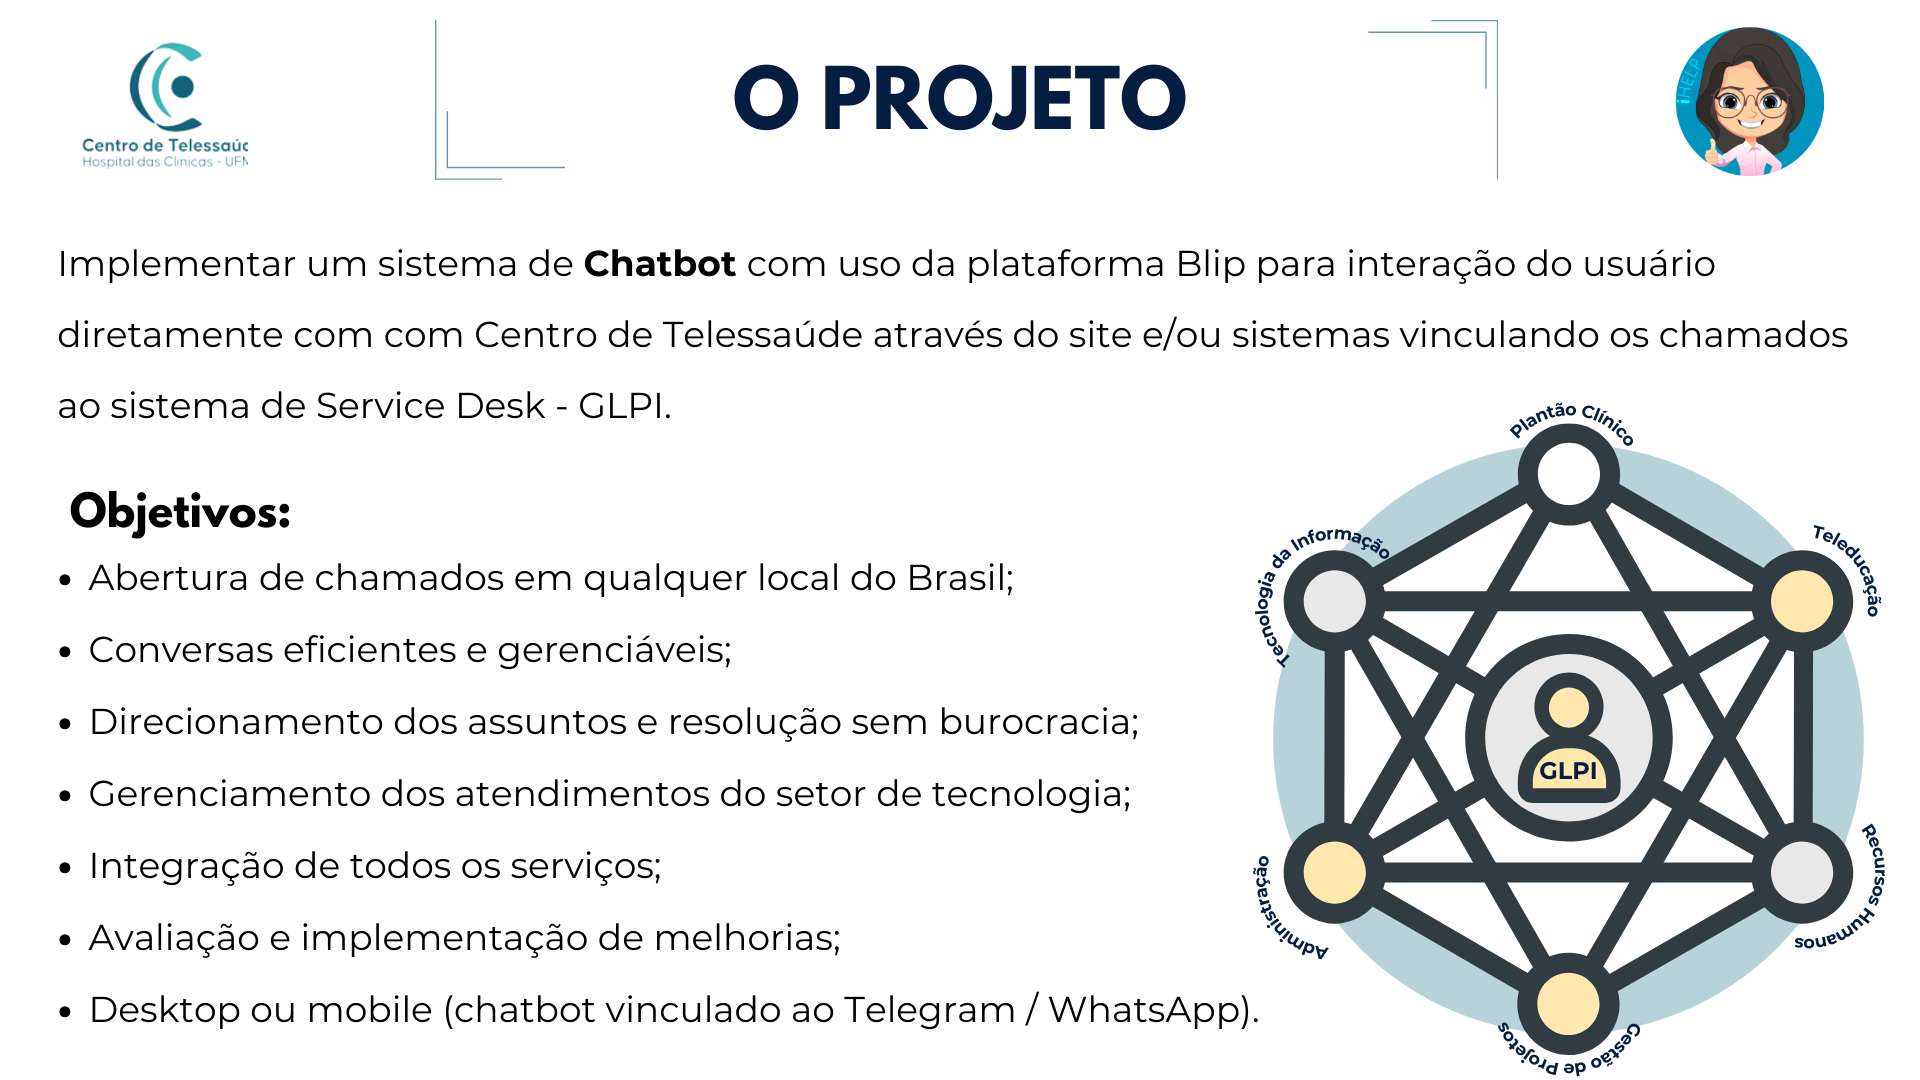 Centro de Telessaúc
Hospital das Clinicas - UFM
O PROJETO
iHELP
Implementar um sistema de Chatbot com uso da plataforma Blip para interação do usuário
diretamente com com Centro de Telessaúde através do site e/ou sistemas vinculando os chamados
ao sistema de Service Desk - GLPI.
Objetivos:
• Abertura de chamados em qualquer local do Brasil;
• Conversas eficientes e gerenciáveis;
• Direcionamento dos assuntos e resolução sem burocracia;
• Gerenciamento dos atendimentos do setor de tecnologia;
• Integração de todos os serviços;
• Avaliação e implementação de melhorias;
• Desktop ou mobile (chatbot vinculado ao Telegram / WhatsApp).
Plantão Clínico
Tecnologia da Informação
Teleducação
GLPI
Administração
Recursos Humanos
Gestão de Projetos